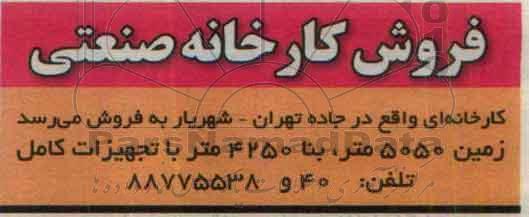 فروش کارخانه صنعتی
کارخانه‌ای واقع در جاده تهران - شهریار به فروش می‌رسد
زمین ۵۰۵۰ متر، بنا ۴۲۵۰ متر با تجهیزات کامل
تلفن: ۴۰ و ۸۸۷۷۵۵۳۸
ParsNamadData